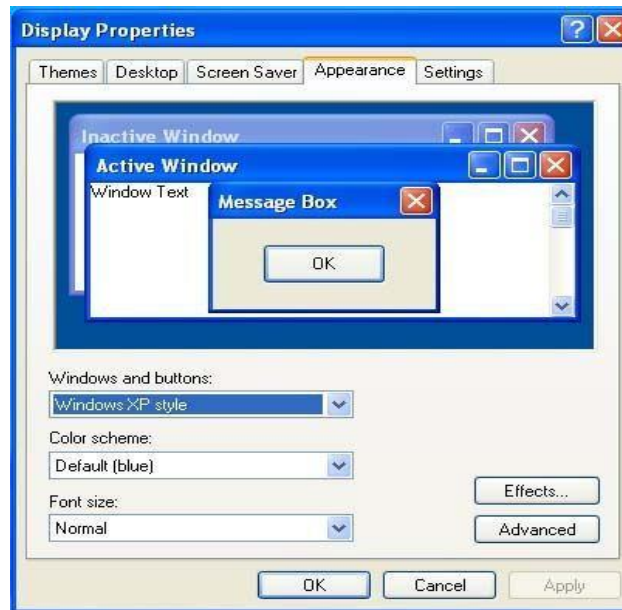 Display Properties
Themes Desktop Screen Saver Appearance Settings
Inactive Window
Active Window
Window Text
Message Box
OK
Windows and buttons:
Windows XP style
Color scheme:
Default (blue)
Effects...
Font size:
Normal
Advanced
OK Cancel Apply